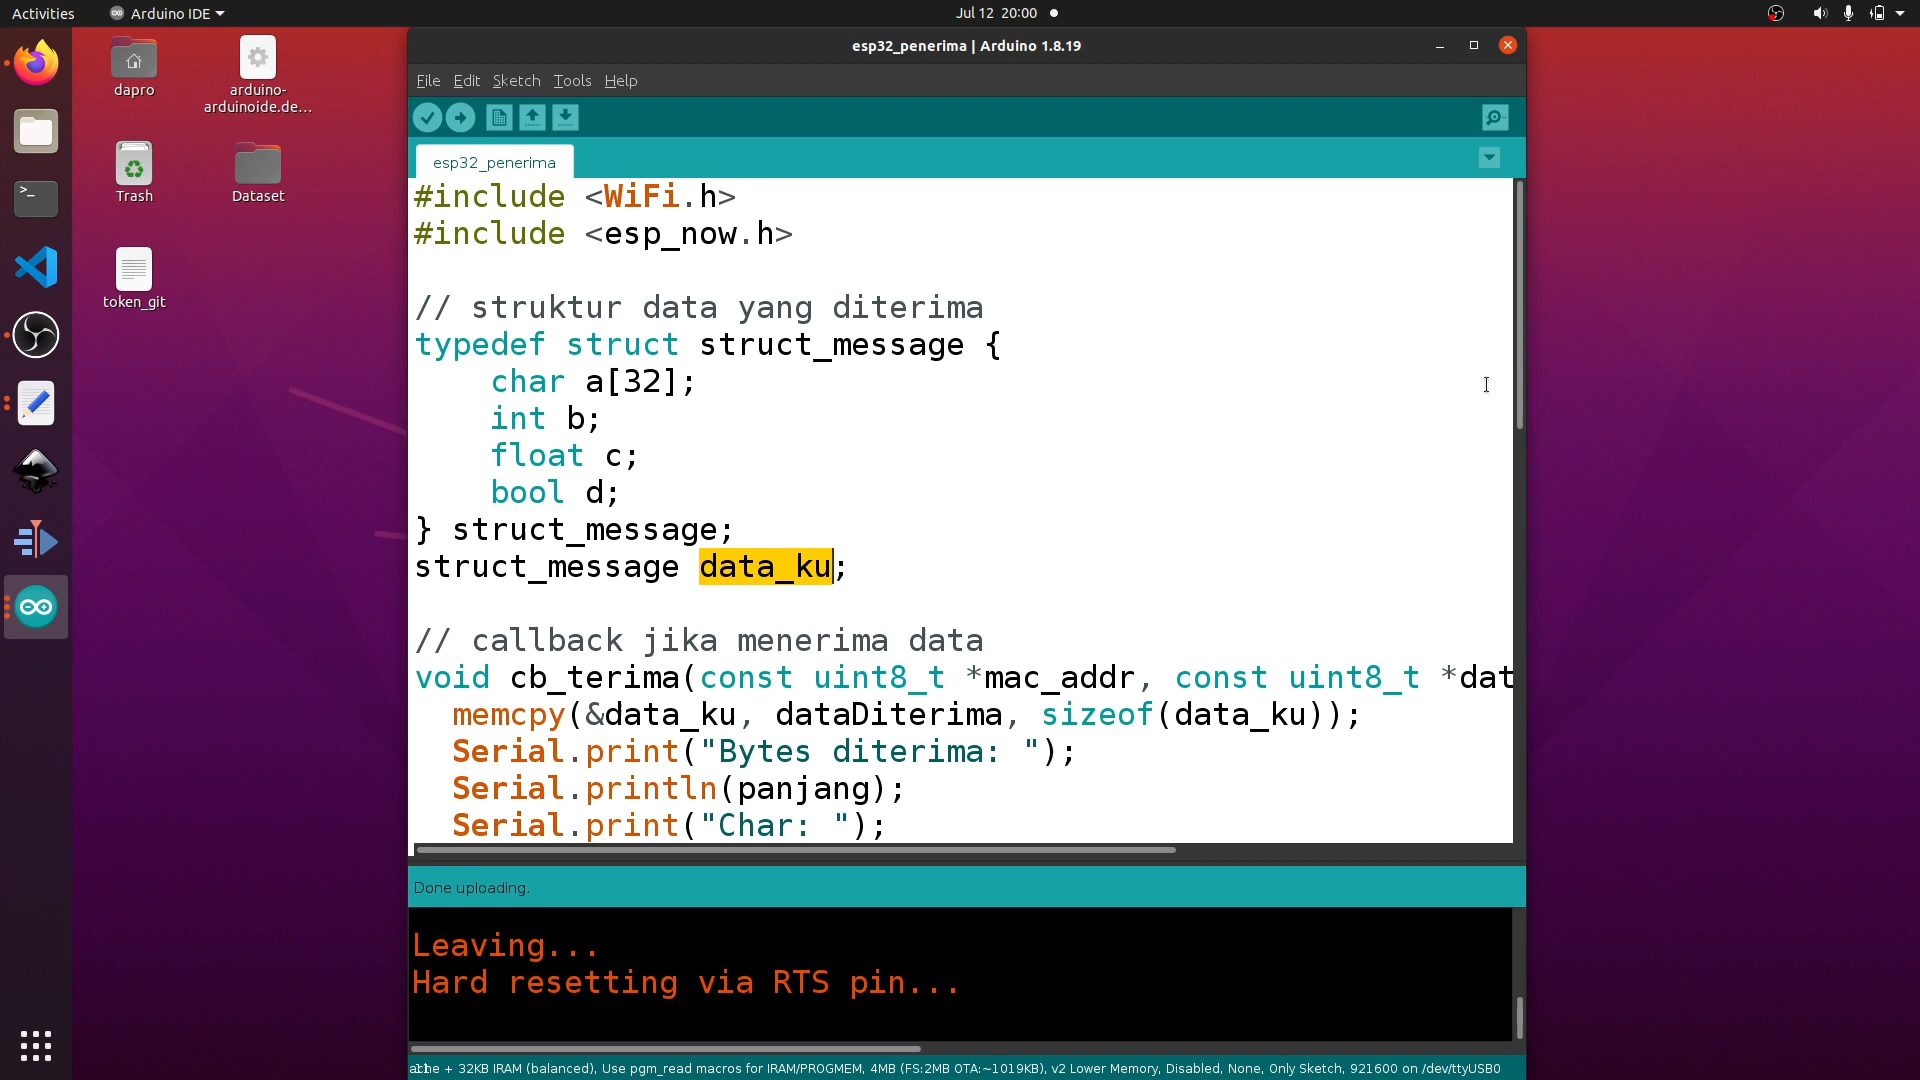 Activities
Arduino IDE
Jul 12 20:00
esp32_penerima | Arduino 1.8.19
File Edit Sketch Tools Help
dapro
arduino-
arduinoide.de...
Trash
Dataset
token_git
esp32_penerima
#include <WiFi.h>
#include <esp_now.h>
// struktur data yang diterima
typedef struct struct_message {
char a[32];
int b;
float c;
bool d;
} struct_message;
struct_message data_ku;
// callback jika menerima data
void cb_terima(const uint8_t *mac_addr, const uint8_t *dat
memcpy(&data_ku, dataDiterima, sizeof(data_ku));
Serial.print("Bytes diterima: ");
Serial.println(panjang);
Serial.print("Char: ");
Done uploading.
Leaving...
Hard resetting via RTS pin...
+ 32KB IRAM (balanced), Use pgm_read macros for IRAM/PROGMEM, 4MB (FS:2MB OTA:~1019KB), v2 Lower Memory, Disabled, None, Only Sketch, 921600 on /dev/ttyUSB0